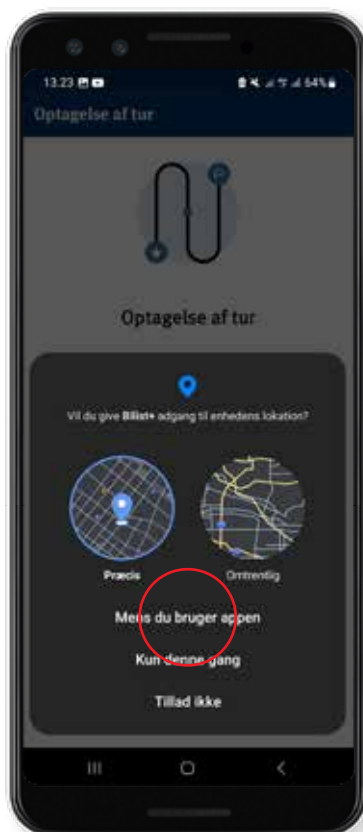 13.23
64%
Optagelse af tur
Optagelse af tur
Vil du give Bilist+ adgang til enhedens lokation?
Præcis
Omtrentlig
Mens du bruger appen
Kun denne gang
Tillad ikke